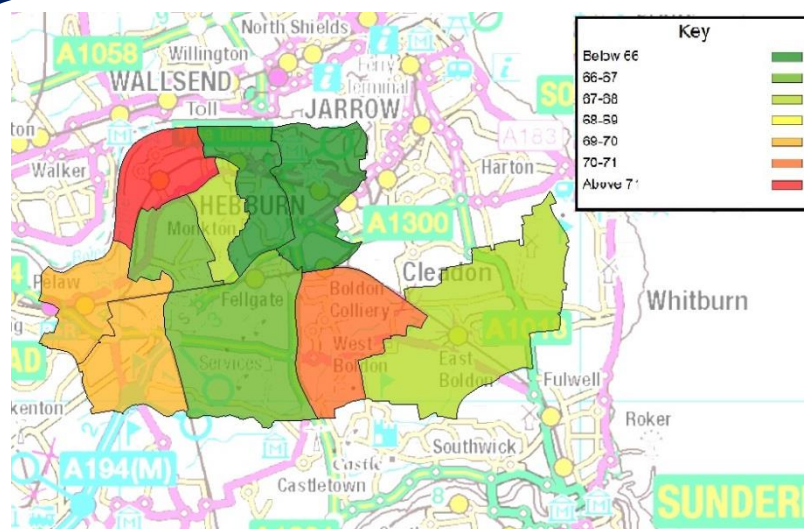 A1058
North Shields
Willington
WALLSEND
Toll
Ferry
Terminal
JARROW
Walker
A183
Harton
HEBBURN
Monkton
A1300
Pelaw
Cleadon
Fellgate
Boldon
Colliery
Whitburn
West
Boldon
Services
East
Boldon
Fulwell
Roker
A194(M)
Southwick
Castle
Castletown
8
SUNDER
Key
Below 66
66-67
67-68
68-69
69-70
70-71
Above 71